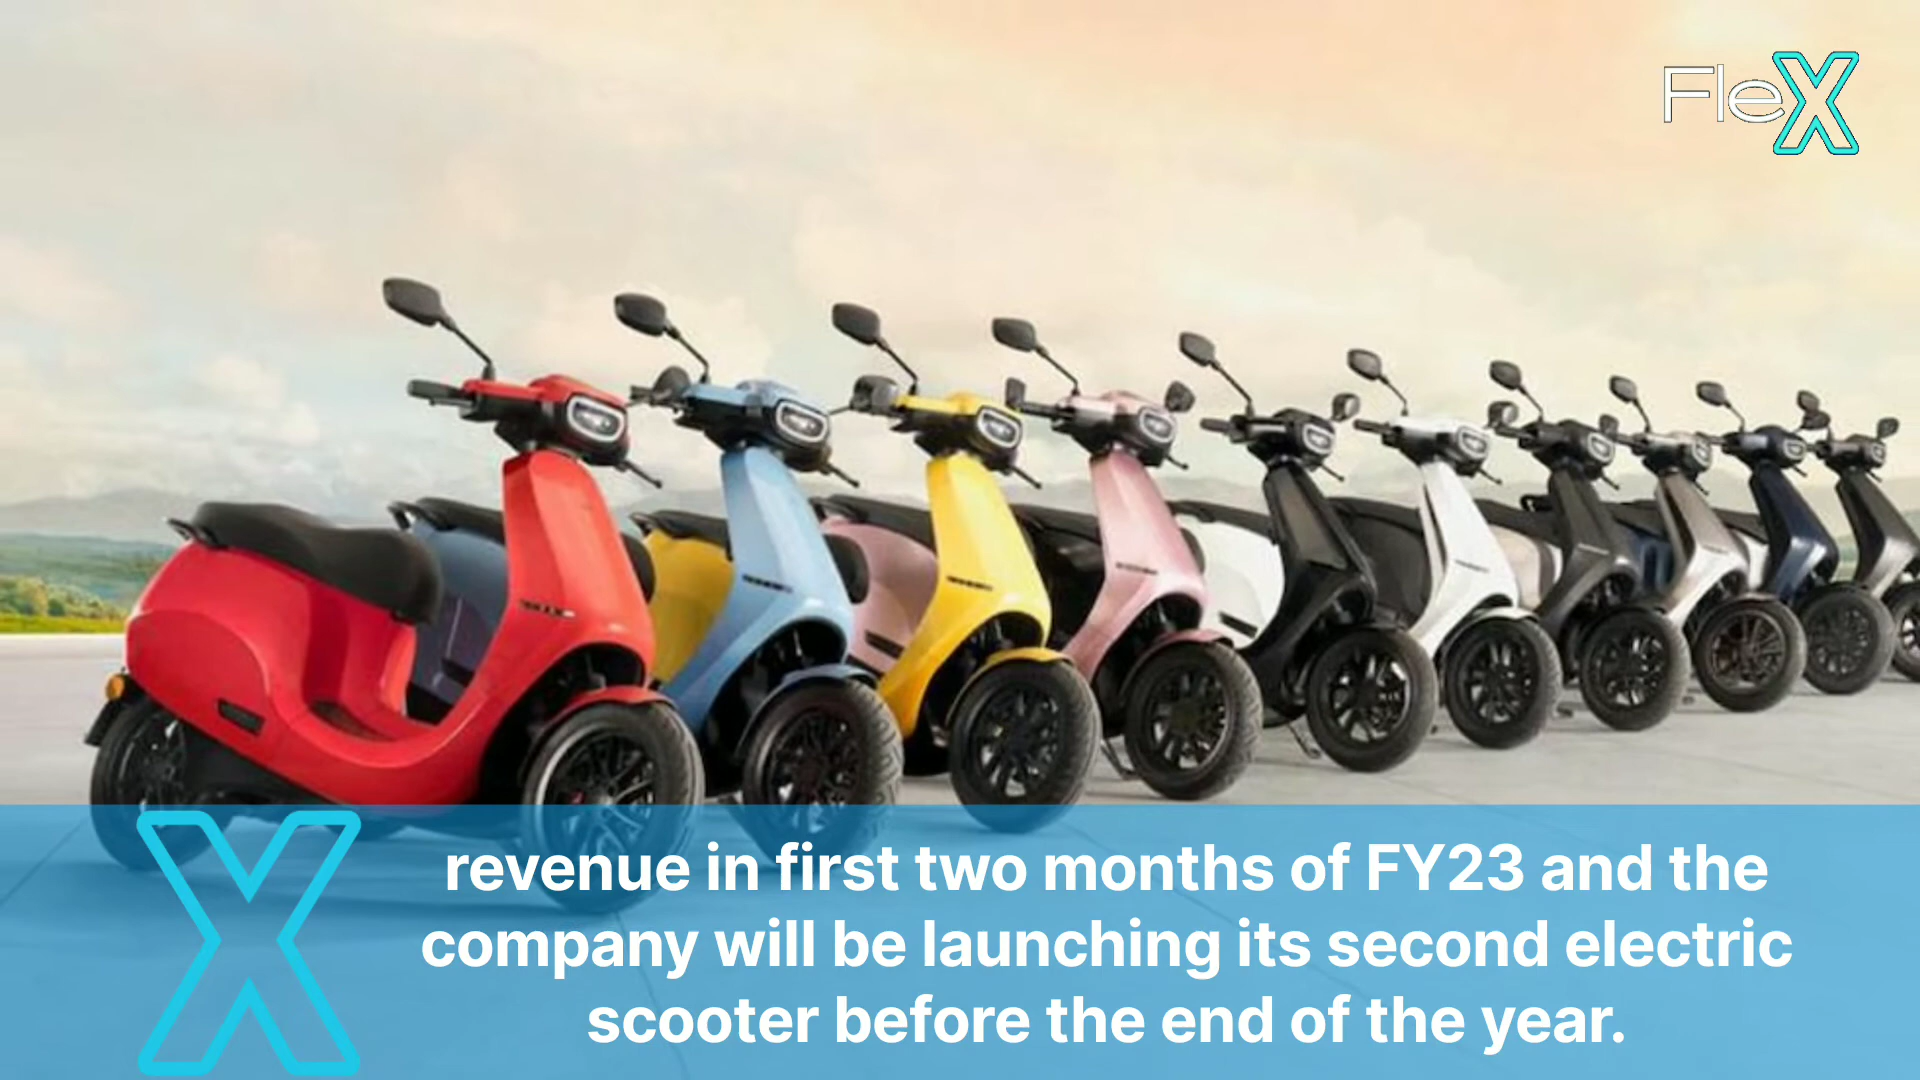 FleX
revenue in first two months of FY23 and the
company will be launching its second electric
scooter before the end of the year.